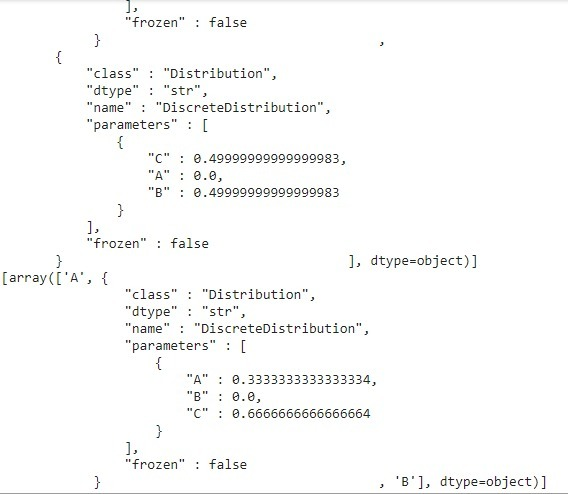 ],
"frozen" : false
} ,
{
"class" : "Distribution",
"dtype" : "str",
"name" : "DiscreteDistribution",
"parameters" : [
{
"C" : 0.49999999999999983,
"A" : 0.0,
"B" : 0.49999999999999983
}
],
"frozen" : false
} ], dtype=object)]
[array(['A', {
"class" : "Distribution",
"dtype" : "str",
"name" : "DiscreteDistribution",
"parameters" : [
{
"A" : 0.3333333333333334,
"B" : 0.0,
"C" : 0.6666666666666664
}
],
"frozen" : false
} , 'B'], dtype=object)]